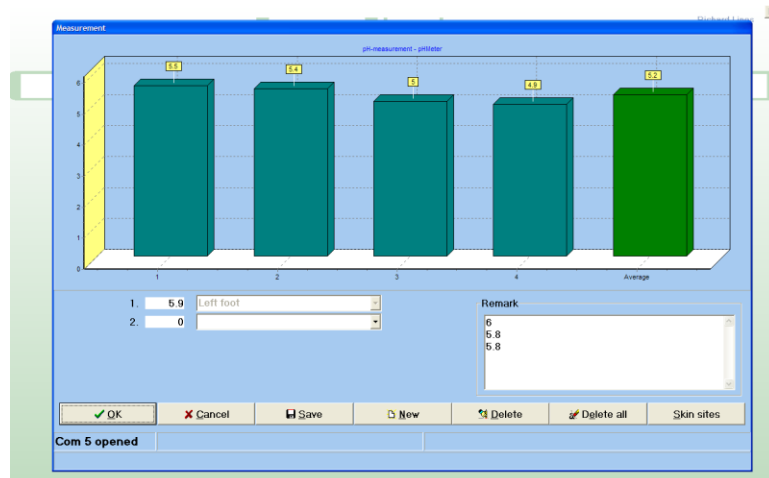 Measurement
pH-measurement - pHMeter
5.5
5.4
5
4.9
5.2
6
5
4
3
2
1
0
1 2 3 4 Average
1. 5.9 Left foot
2. 0
Remark
6
5.8
5.8
OK Cancel Save New Delete Delete all Skin sites
Com 5 opened